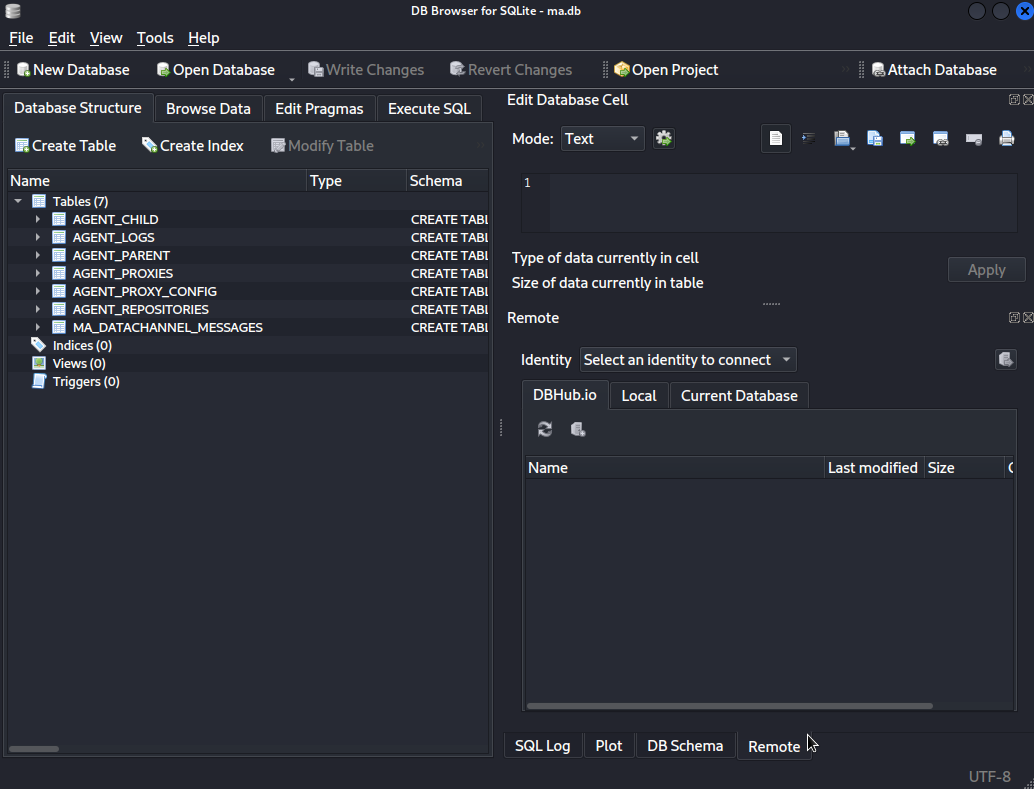 DB Browser for SQLite - ma.db
File Edit View Tools Help
New Database Open Database Write Changes Revert Changes Open Project Attach Database
Database Structure Browse Data Edit Pragmas Execute SQL
Create Table Create Index Modify Table
Name Type Schema
Tables (7)
AGENT_CHILD CREATE TABL
AGENT_LOGS CREATE TABL
AGENT_PARENT CREATE TABL
AGENT_PROXIES CREATE TABL
AGENT_PROXY_CONFIG CREATE TABL
AGENT_REPOSITORIES CREATE TABL
MA_DATACHANNEL_MESSAGES CREATE TABL
Indices (0)
Views (0)
Triggers (0)
Edit Database Cell
Mode: Text
1
Type of data currently in cell
Size of data currently in table
Apply
Remote
Identity Select an identity to connect
DBHub.io Local Current Database
Name Last modified Size
SQL Log Plot DB Schema Remote
UTF-8